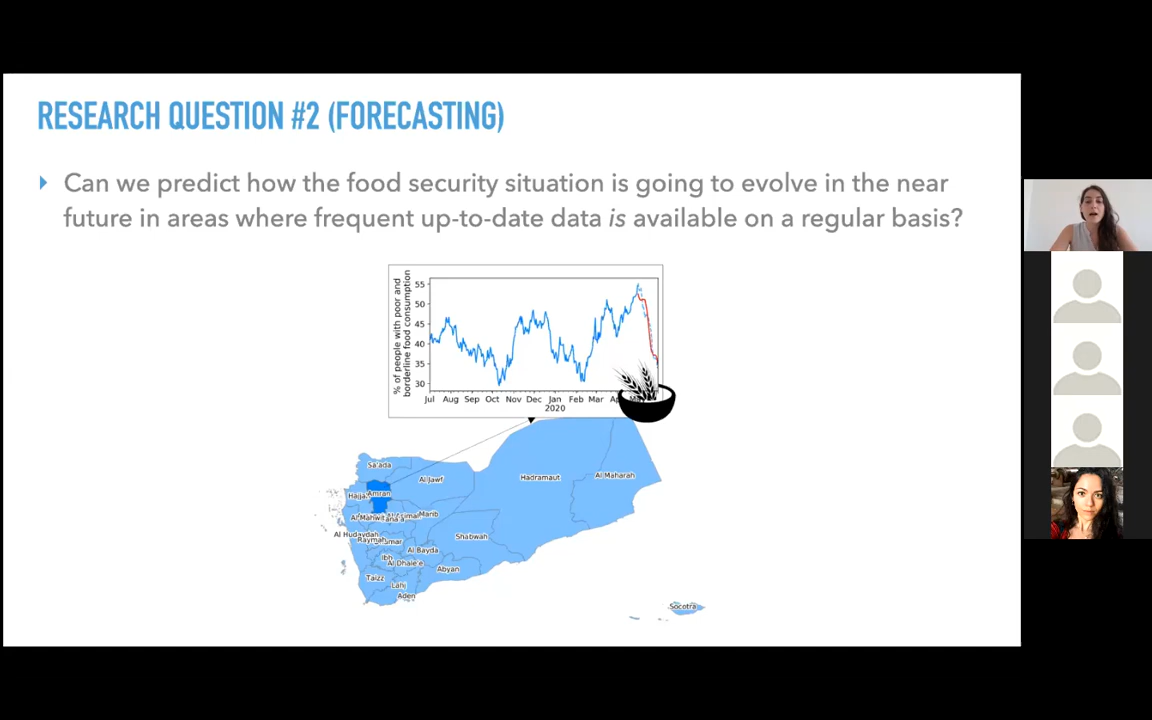 RESEARCH QUESTION #2 (FORECASTING)
Can we predict how the food security situation is going to evolve in the near
future in areas where frequent up-to-date data is available on a regular basis?
% of people with poor and
borderline food consumption
55
50
45
40
35
30
Jul Aug Sep Oct Nov Dec Jan Feb Mar
2020
Sa'ada
Al Jawf
Hadramaut
Al Maharah
Amran
Marib
Al Hudaydah
Shabwah
Al Bayda
Ibb
Al Dhale'e
Abyan
Taizz
Lahj
Aden
Socotra